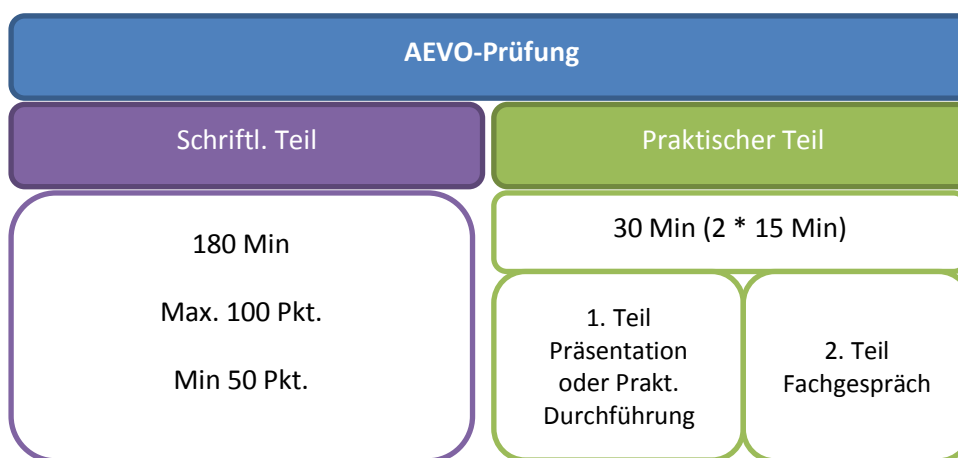 AEVO-Prüfung
Schriftl. Teil
Praktischer Teil
180 Min
Max. 100 Pkt.
Min 50 Pkt.
30 Min (2 * 15 Min)
1. Teil
Präsentation
oder Prakt.
Durchführung
2. Teil
Fachgespräch